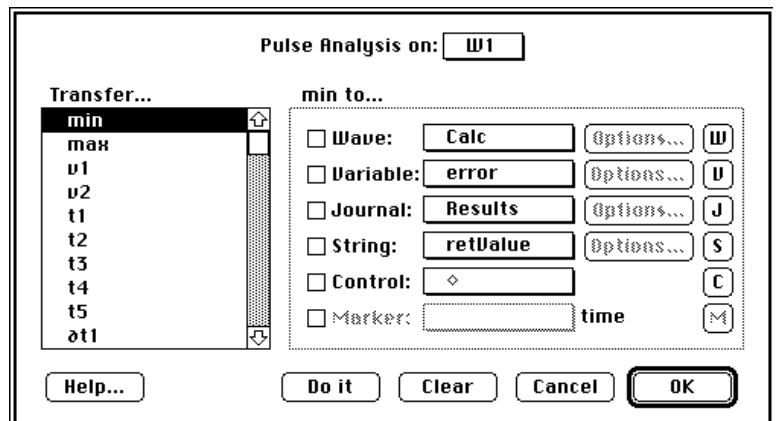 Pulse Analysis on: W1
Transfer...
min
max
v1
v2
t1
t2
t3
t4
t5
∂t1
min to...
Wave: Calc Options... W
Variable: error Options... V
Journal: Results Options... J
String: retValue Options... S
Control: ◇ C
Marker: time M
Help... Do it Clear Cancel OK